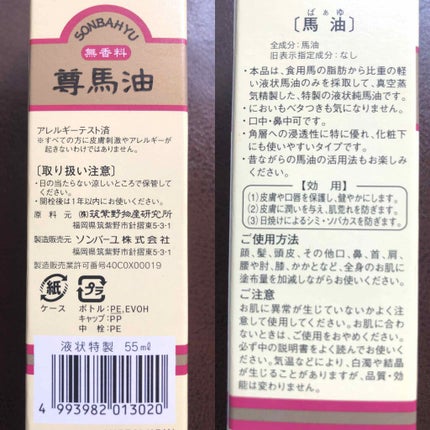 SONBAHYU
無香料
尊馬油
アレルギーテスト済
※すべての方に皮膚刺激やアレルギーが
起きないわけではありません。
〔取り扱い注意〕
・日の当たらない涼しいところで保管して
ください。
・開栓後は1年以内にお使いください。
原料元 ㈱筑紫野物産研究所
福岡県筑紫野市針摺東5-3-1
製造販売元 ソンバーユ株式会社
福岡県筑紫野市針摺東5-3-1
製造販売業許可番号40C0X00019
紙
ケース
ボトル:PE,EVOH
キャップ:PP
中栓:PE
液状特製 55mℓ
4 993982 013020
ばぁゆ
〔馬油〕
全成分:馬油
旧表示指定成分:なし
・本品は、食用馬の脂肪から比重の軽
い液状馬油のみを採取して、真空蒸
気精製した、特製の液状純馬油です。
・においもベタつきも気になりません。
・口中・鼻中可です。
・角層への浸透性に特に優れ、化粧下
にも使いやすいタイプです。
・昔ながらの馬油の活用法もお楽しみ
ください。
【効用】
(1)皮膚や口唇を保護し、健やかにします。
(2)皮膚に潤いを与え、肌荒れを防ぎます。
(3)日焼けによるシミ・ソバカスを防ぎます。
ご使用方法
顔、髪、頭皮、その他口、鼻、首、肩、
腰や肘、膝、かかとなど、全身のお肌に
塗布を加減しながらご使用ください。
ご注意
お肌に異常が生じていないかよく注
意して使用してください。お肌に合わ
ないときは、ご使用をおやめください。
必ず中の説明書をよく読んでお使いく
ださい。気温などにより、白濁や結晶
が生じることがありますが、品質・効
能は変わりません。